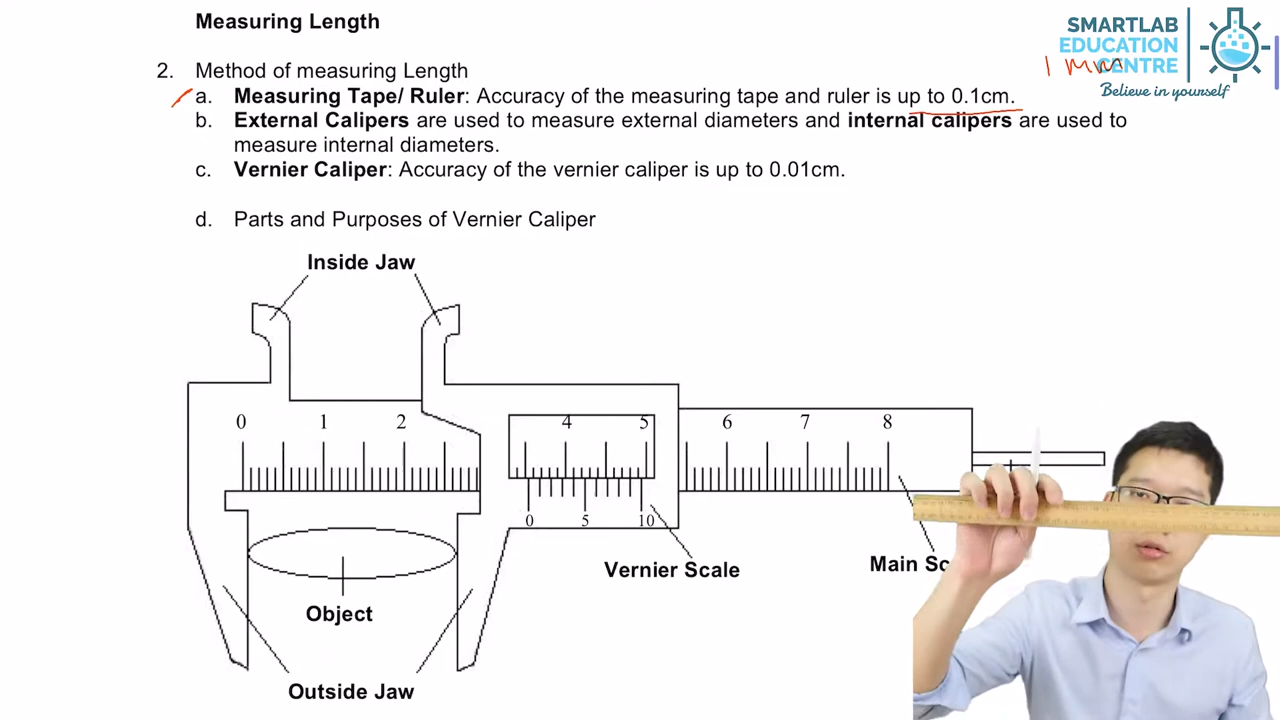 Measuring Length
SMARTLAB
EDUCATION
CENTRE
Believe in yourself
1 mm
2. Method of measuring Length
a. Measuring Tape/ Ruler: Accuracy of the measuring tape and ruler is up to 0.1cm.
b. External Calipers are used to measure external diameters and internal calipers are used to
measure internal diameters.
c. Vernier Caliper: Accuracy of the vernier caliper is up to 0.01cm.
d. Parts and Purposes of Vernier Caliper
Inside Jaw
0 1 2 4 5 6 7 8
0 5 10
Vernier Scale
Main Sc
Object
Outside Jaw